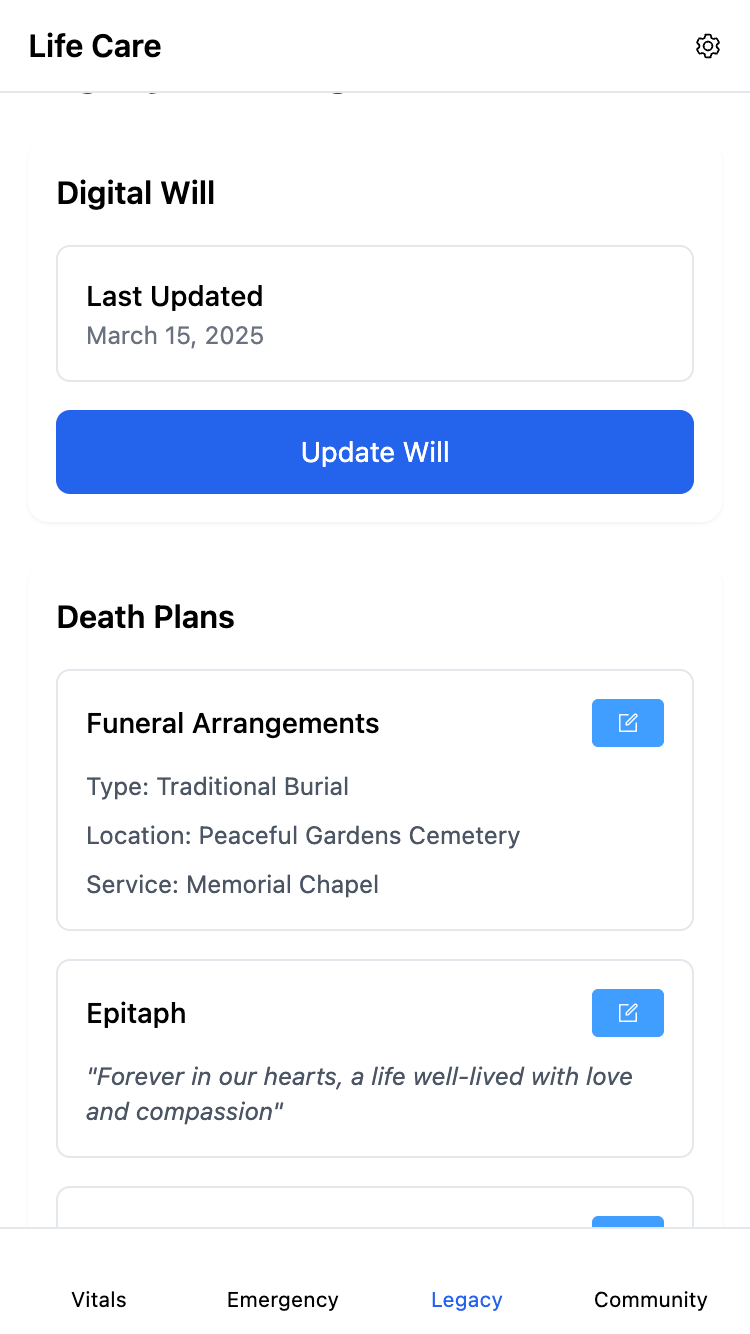 Life Care
Digital Will
Last Updated
March 15, 2025
Update Will
Death Plans
Funeral Arrangements
Type: Traditional Burial
Location: Peaceful Gardens Cemetery
Service: Memorial Chapel
Epitaph
"Forever in our hearts, a life well-lived with love
and compassion"
Vitals
Emergency
Legacy
Community